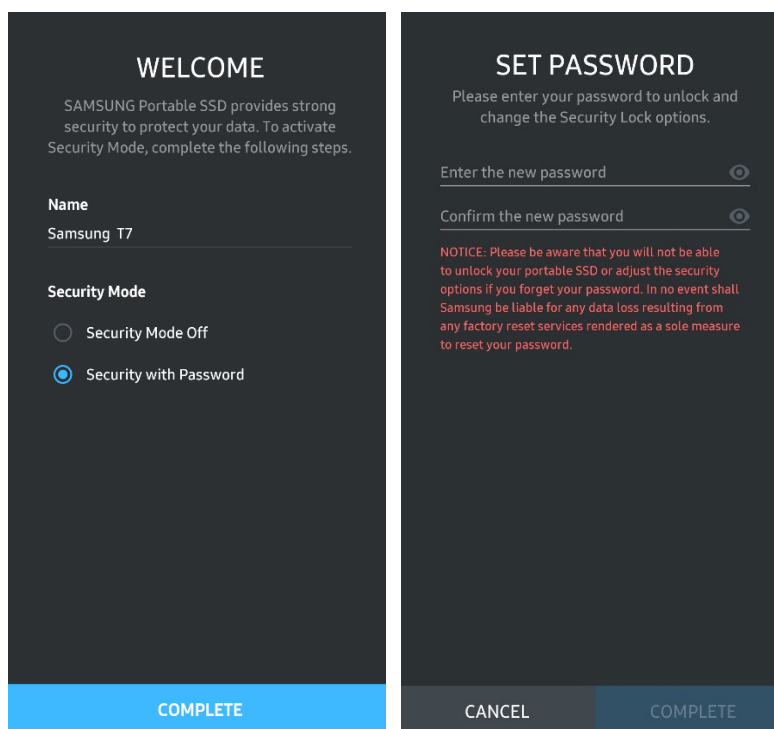 WELCOME
SAMSUNG Portable SSD provides strong
security to protect your data. To activate
Security Mode, complete the following steps.
Name
Samsung T7
Security Mode
Security Mode Off
Security with Password
COMPLETE
SET PASSWORD
Please enter your password to unlock and
change the Security Lock options.
Enter the new password
Confirm the new password
NOTICE: Please be aware that you will not be able
to unlock your portable SSD or adjust the security
options if you forget your password. In no event shall
Samsung be liable for any data loss resulting from
any factory reset services rendered as a sole measure
to reset your password.
CANCEL
COMPLETE